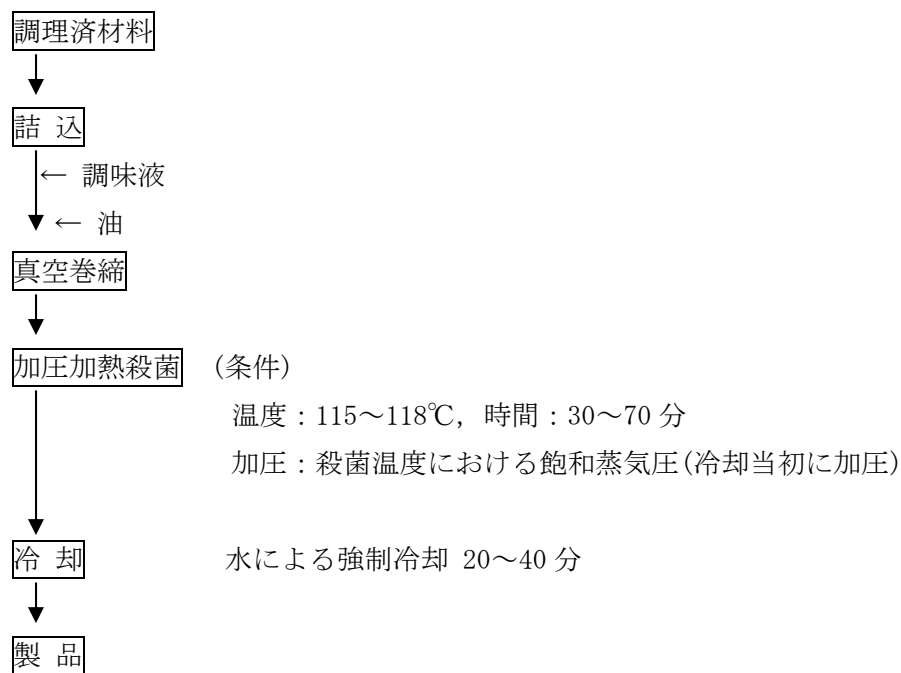 調理済材料
詰 込
← 調味液
← 油
真空巻締
加圧加熱殺菌 (条件)
温度：115～118℃，時間：30～70 分
加圧：殺菌温度における飽和蒸気圧(冷却当初に加圧)
冷 却 水による強制冷却 20～40 分
製 品